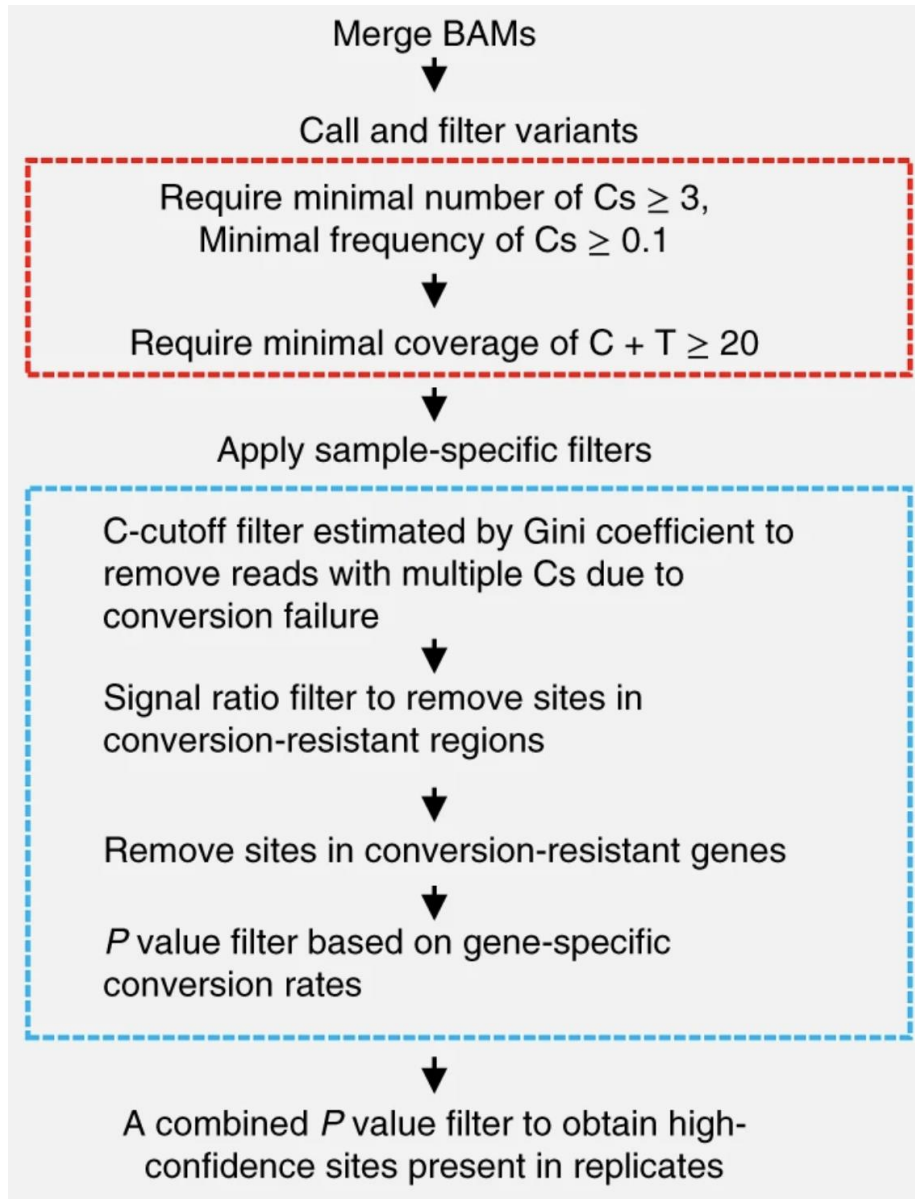 Merge BAMs
Call and filter variants
Require minimal number of Cs ≥ 3,
Minimal frequency of Cs ≥ 0.1
Require minimal coverage of C + T ≥ 20
Apply sample-specific filters
C-cutoff filter estimated by Gini coefficient to
remove reads with multiple Cs due to
conversion failure
Signal ratio filter to remove sites in
conversion-resistant regions
Remove sites in conversion-resistant genes
P value filter based on gene-specific
conversion rates
A combined P value filter to obtain high-
confidence sites present in replicates